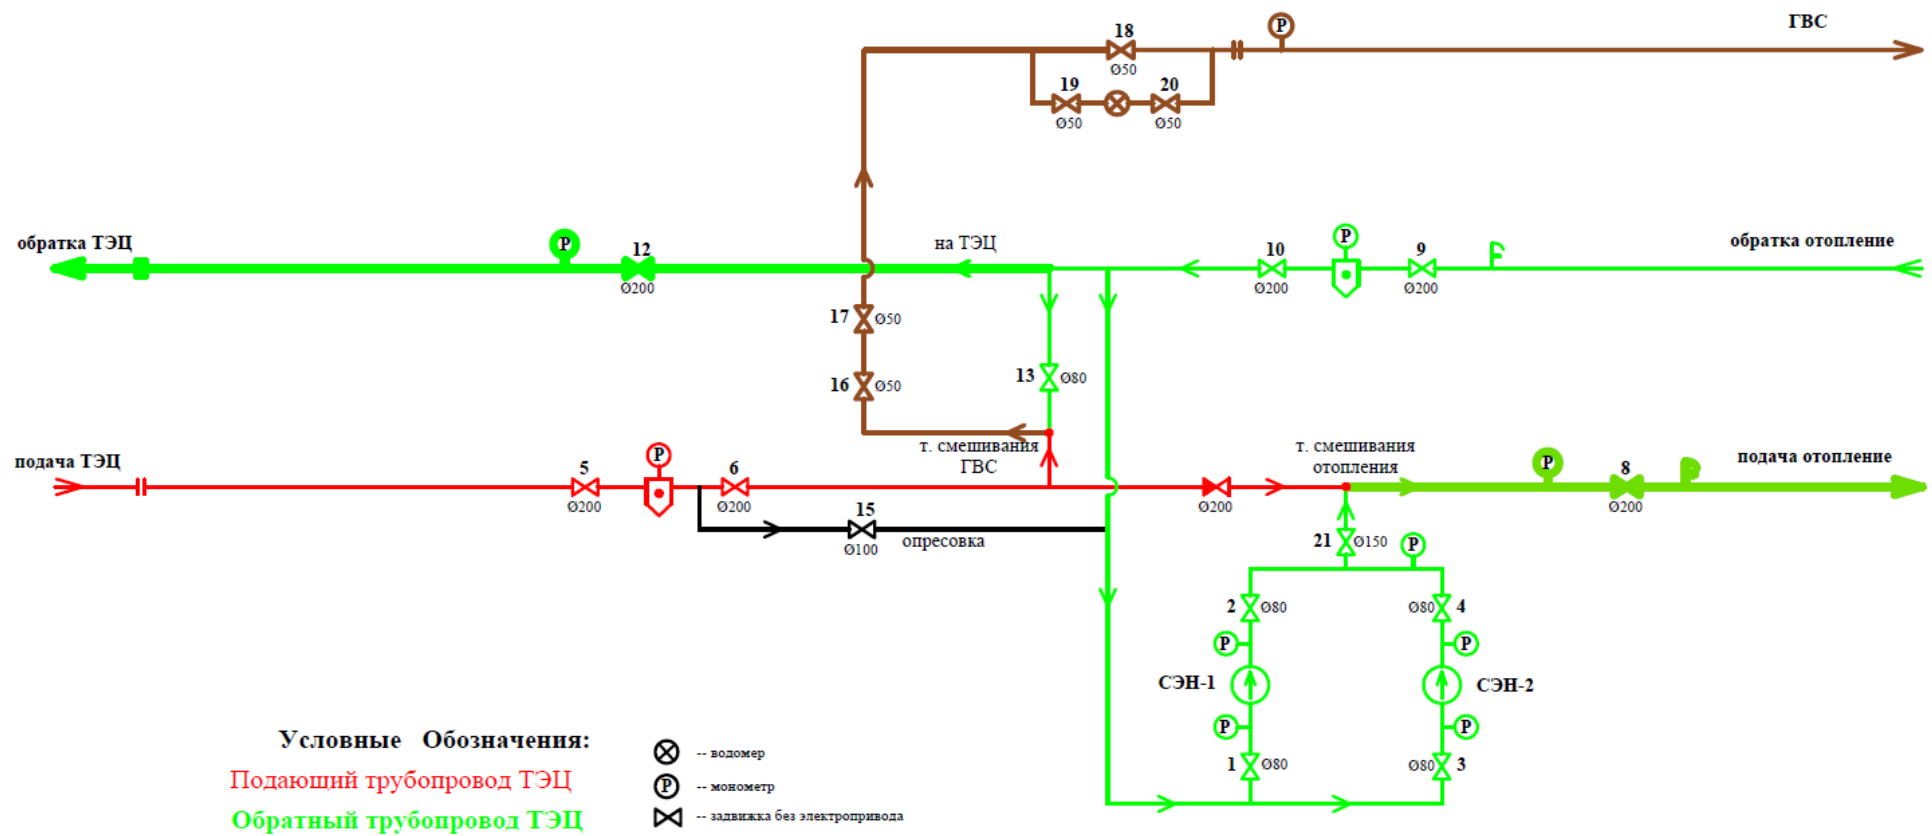 ГВС
P
18
Ø50
19
20
Ø50
Ø50
обратка ТЭЦ
P
12
Ø200
на ТЭЦ
10
Ø200
P
9
Ø200
обратка отопление
17
Ø50
16
Ø50
13
Ø80
т. смешивания
ГВС
подача ТЭЦ
5
Ø200
P
6
Ø200
15
Ø100
опресовка
Ø200
т. смешивания
отопления
P
8
Ø200
подача отопление
21
Ø150
P
2
Ø80
Ø80
4
P
P
СЭН-1
СЭН-2
P
P
1
Ø80
Ø80
3
Условные Обозначения:
Подающий трубопровод ТЭЦ
Обратный трубопровод ТЭЦ
-- водомер
P
-- монометр
-- задвижка без электропривода